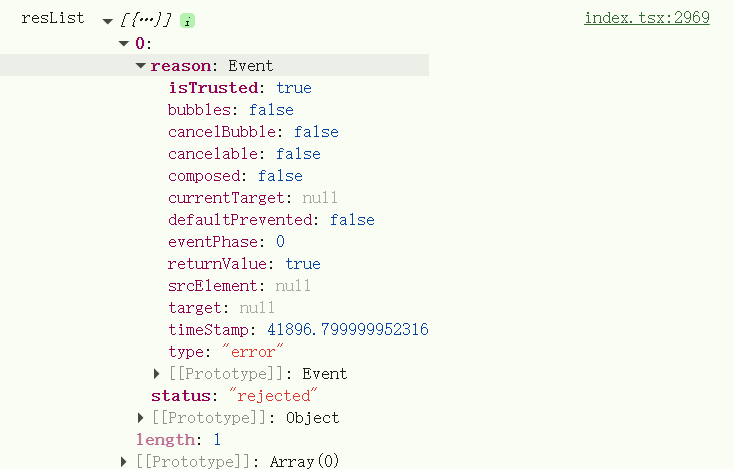 resList [{…}] i index.tsx:2969
0:
reason: Event
isTrusted: true
bubbles: false
cancelBubble: false
cancelable: false
composed: false
currentTarget: null
defaultPrevented: false
eventPhase: 0
returnValue: true
srcElement: null
target: null
timeStamp: 41896.799999952316
type: "error"
[[Prototype]]: Event
status: "rejected"
[[Prototype]]: Object
length: 1
[[Prototype]]: Array(0)